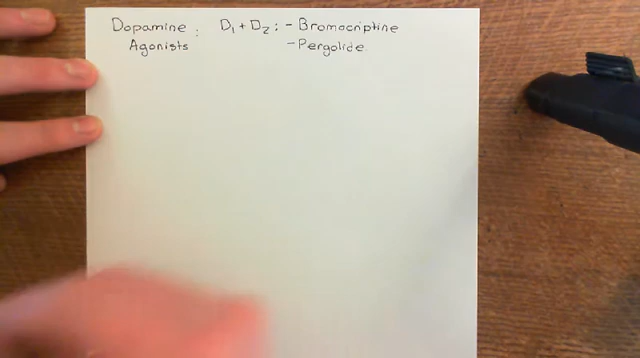 Dopamine : D₁ + D₂ : - Bromocriptine
Agonists - Pergolide